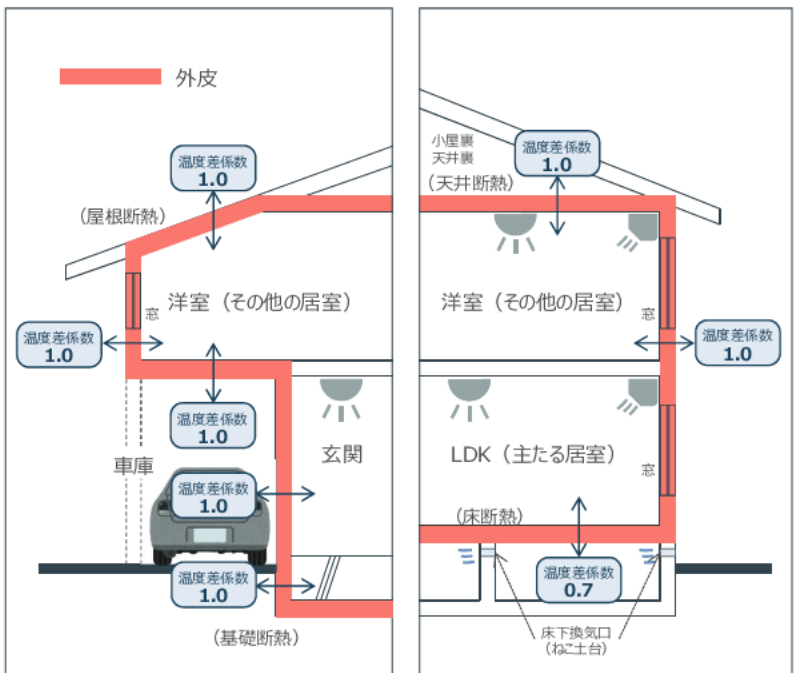 外皮
温度差係数
1.0
(屋根断熱)
洋室(その他の居室)
窓
温度差係数
1.0
温度差係数
1.0
車庫
玄関
温度差係数
1.0
温度差係数
1.0
(基礎断熱)
小屋裏
天井裏
温度差係数
1.0
(天井断熱)
洋室(その他の居室)
窓
温度差係数
1.0
LDK(主たる居室)
窓
(床断熱)
温度差係数
0.7
床下換気口
(ねこ土台)